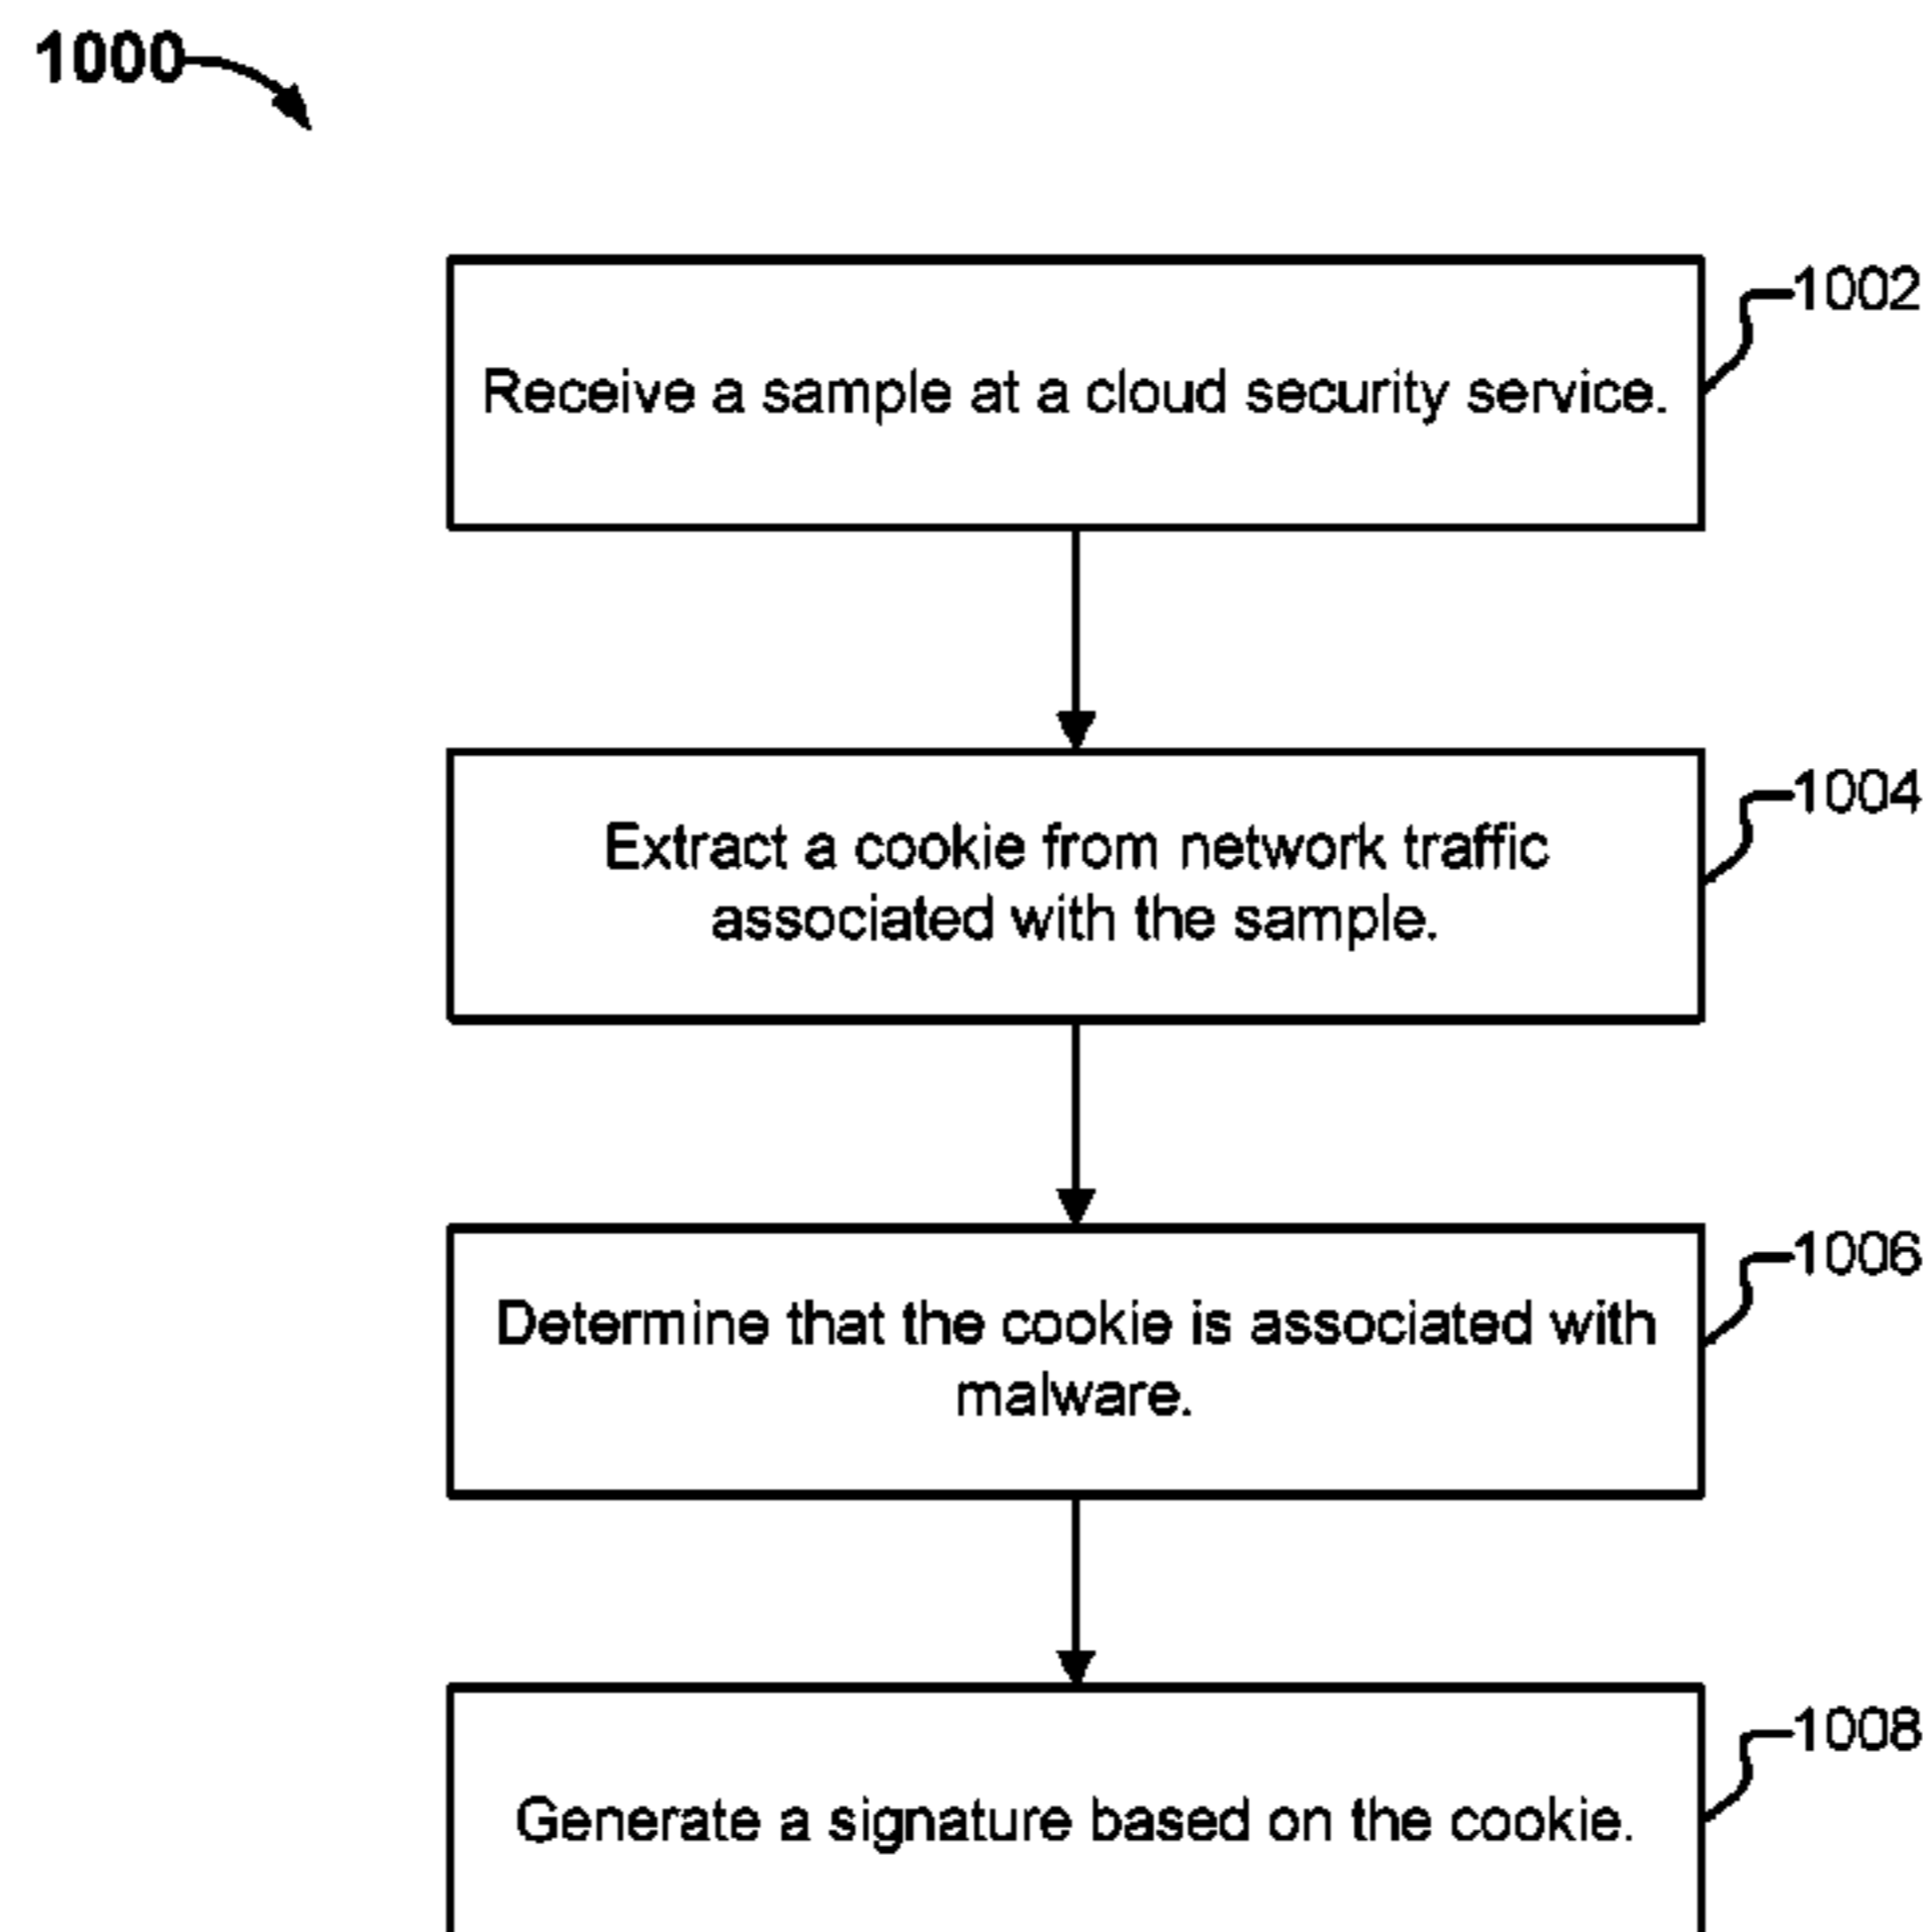 1000
1002
Receive a sample at a cloud security service.
1004
Extract a cookie from network traffic
associated with the sample.
1006
Determine that the cookie is associated with
malware.
1008
Generate a signature based on the cookie.